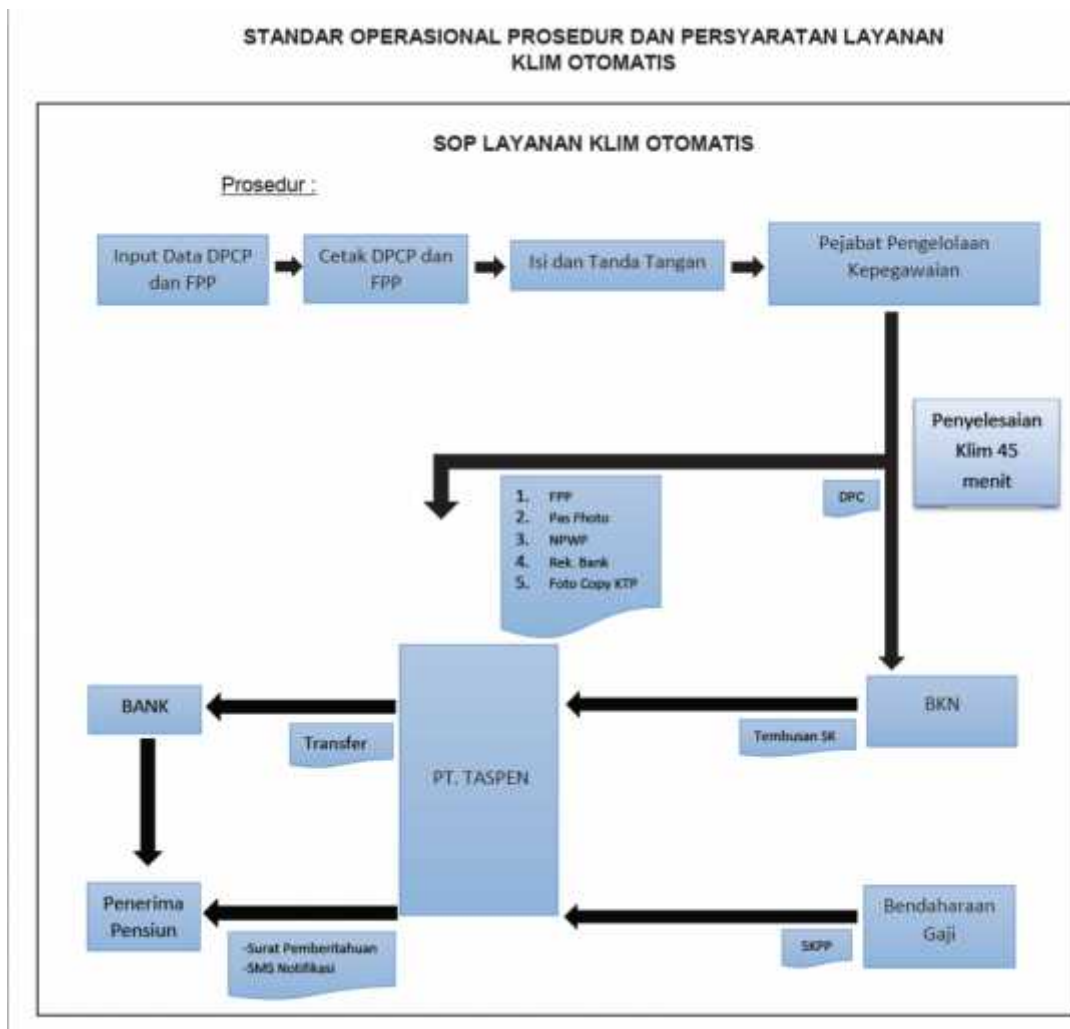 STANDAR OPERASIONAL PROSEDUR DAN PERSYARATAN LAYANAN
KLIM OTOMATIS
SOP LAYANAN KLIM OTOMATIS
Prosedur :
Input Data DPCP
dan FPP
Cetak DPCP dan
FPP
Isi dan Tanda Tangan
Pejabat Pengelolaan
Kepegawaian
Penyelesaian
Klim 45
menit
1. FPP
2. Pas Photo
3. NPWP
4. Rek. Bank
5. Foto Copy KTP
DPC
BANK
Transfer
PT. TASPEN
Tembusan SK
BKN
Penerima
Pensiun
-Surat Pemberitahuan
-SMS Notifikasi
SKPP
Bendaharaan
Gaji